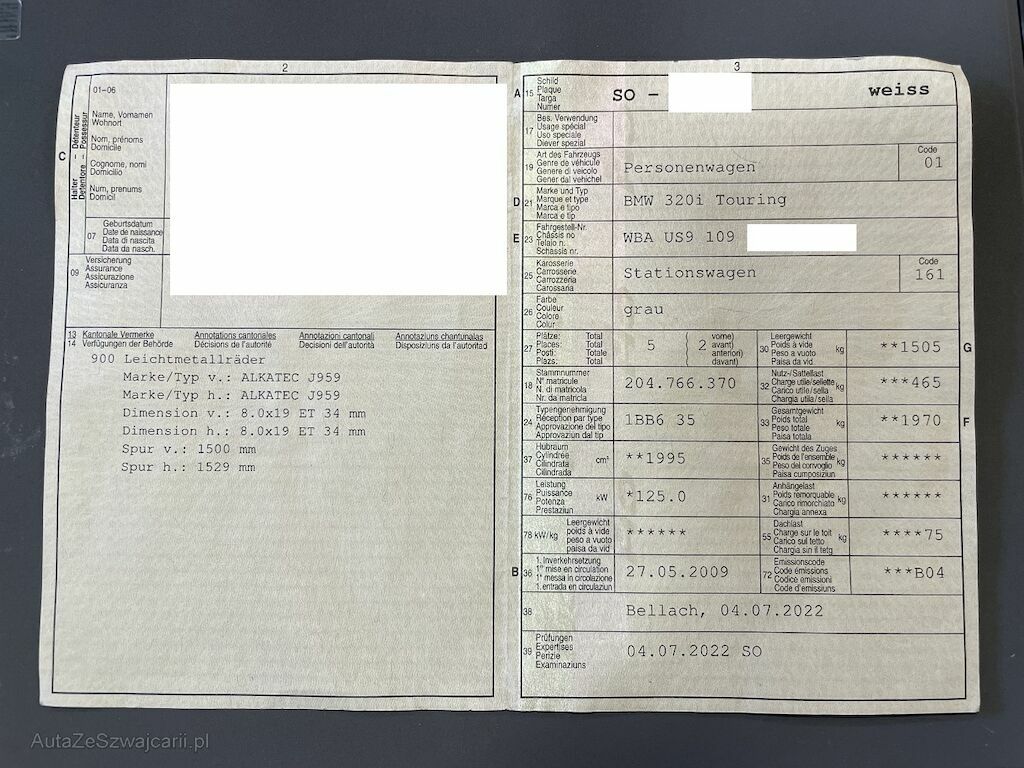 2
01–06
Name, Vornamen
Wohnort
Nom, prénoms
Domicile
Cognome, nomi
Domicilio
Num, prenums
Domicil
C
Halter – Détenteur
Detentore – Possessur
07
Geburtsdatum
Date de naissance
Data di nascita
Data da nasch.
09
Versicherung
Assurance
Assicurazione
Assicuranza
13 Kantonale Vermerke Annotations cantonales Annotazioni cantonali Annotaziuns chantunalas
14 Verfügungen der Behörde Décisions de l'autorité Decisioni dell'autorità Disposiziuns da l'autoritad
900 Leichtmetallräder
Marke/Typ v.: ALKATEC J959
Marke/Typ h.: ALKATEC J959
Dimension v.: 8.0x19 ET 34 mm
Dimension h.: 8.0x19 ET 34 mm
Spur v.: 1500 mm
Spur h.: 1529 mm
3
A 15
Schild
Plaque
Targa
Numer
SO – weiss
17
Bes. Verwendung
Usage spécial
Uso speciale
Diever spezial
19
Art des Fahrzeugs
Genre de véhicule
Genere di veicolo
Gener dal vehichel
Personenwagen
Code
01
D 21
Marke und Typ
Marque et type
Marca e tipo
Marca e tip
BMW 320i Touring
E 23
Fahrgestell-Nr.
Châssis no
Telaio n.
Schassis nr.
WBA US9 109
25
Karosserie
Carrosserie
Carrozzeria
Carossaria
Stationswagen
Code
161
26
Farbe
Couleur
Colore
Colur
grau
27
Plätze: Total
Places: Total
Posti: Totale
Plazs: Total
5 ( 2
vorne)
avant)
anteriori)
davant)
30
Leergewicht
Poids à vide
Peso a vuoto
Paisa da vid
kg
**1505
G
18
Stammnummer
N° matricule
N. di matricola
Nr. da matricla
204.766.370
32
Nutz-/Sattellast
Charge utile/sellette
Carico utile/sella
Chargia utila/sella
kg
***465
24
Typengenehmigung
Réception par type
Approvazione del tipo
Approvaziun dal tip
1BB6 35
33
Gesamtgewicht
Poids total
Peso totale
Paisa totala
kg
**1970
F
37
Hubraum
Cylindrée
Cilindrata
Cilindrada
cm³
**1995
35
Gewicht des Zuges
Poids de l'ensemble
Peso del convoglio
Paisa cumposiziun
kg
******
76
Leistung
Puissance
Potenza
Prestaziun
kW
*125.0
31
Anhängelast
Poids remorquable
Carico rimorchiato
Chargia annexa
kg
******
78 kW/kg
Leergewicht
poids à vide
peso a vuoto
paisa da vid
******
55
Dachlast
Charge sur le toit
Carico sul tetto
Chargia sin il tetg
kg
****75
B 36
1. Inverkehrsetzung
1re mise en circulation
1a messa in circolazione
1. entrada en circulaziun
27.05.2009
72
Emissionscode
Code émissions
Codice emissioni
Code d'emissiuns
***B04
38
Bellach, 04.07.2022
39
Prüfungen
Expertises
Perizie
Examinaziuns
04.07.2022 SO
AutaZeSzwajcarii.pl